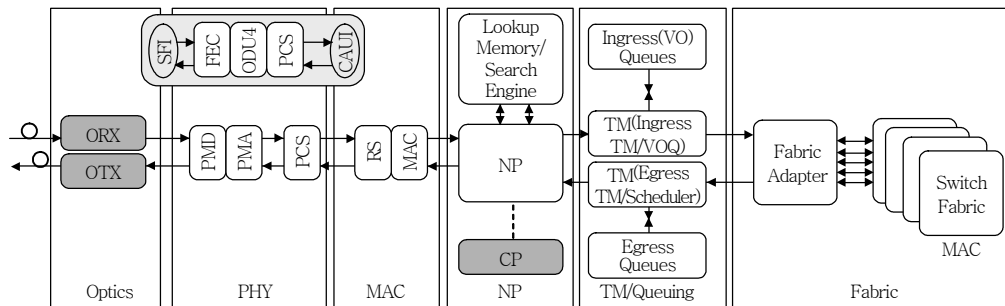 SFI
FEC
ODU4
PCS
CAUI
Lookup
Memory/
Search
Engine
Ingress(VO)
Queues
ORX
OTX
PMD
PMA
PCS
RS
MAC
NP
TM(Ingress
TM/VOQ)
TM(Egress
TM/Scheduler)
Fabric
Adapter
Switch
Fabric
MAC
CP
Egress
Queues
Optics
PHY
MAC
NP
TM/Queuing
Fabric